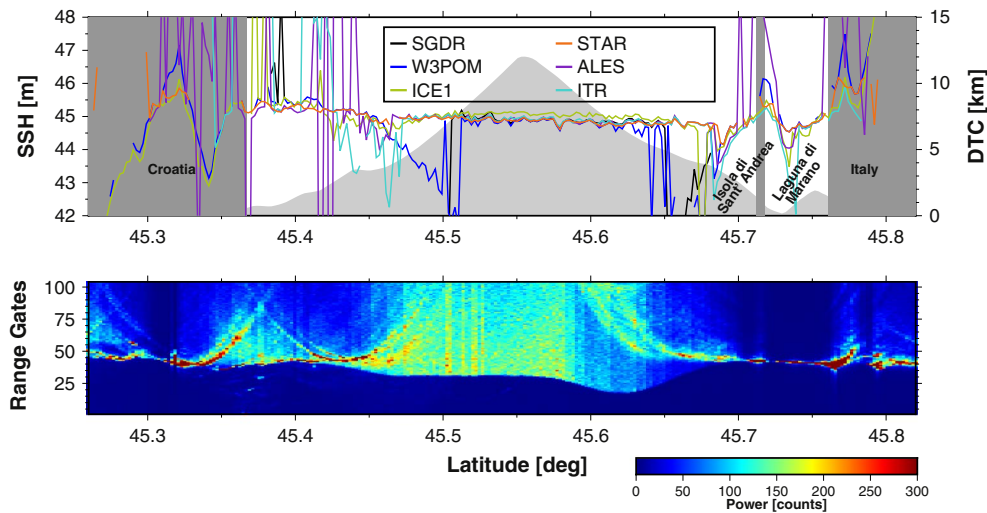 48
47
46
45
44
43
42
SSH [m]
15
10
5
0
DTC [km]
SGDR
W3POM
ICE1
STAR
ALES
ITR
Croatia
Isola di
Sant' Andrea
Laguna di
Marano
Italy
45.3
45.4
45.5
45.6
45.7
45.8
100
75
50
25
Range Gates
45.3
45.4
45.5
45.6
45.7
45.8
Latitude [deg]
0
50
100
150
200
250
300
Power [counts]